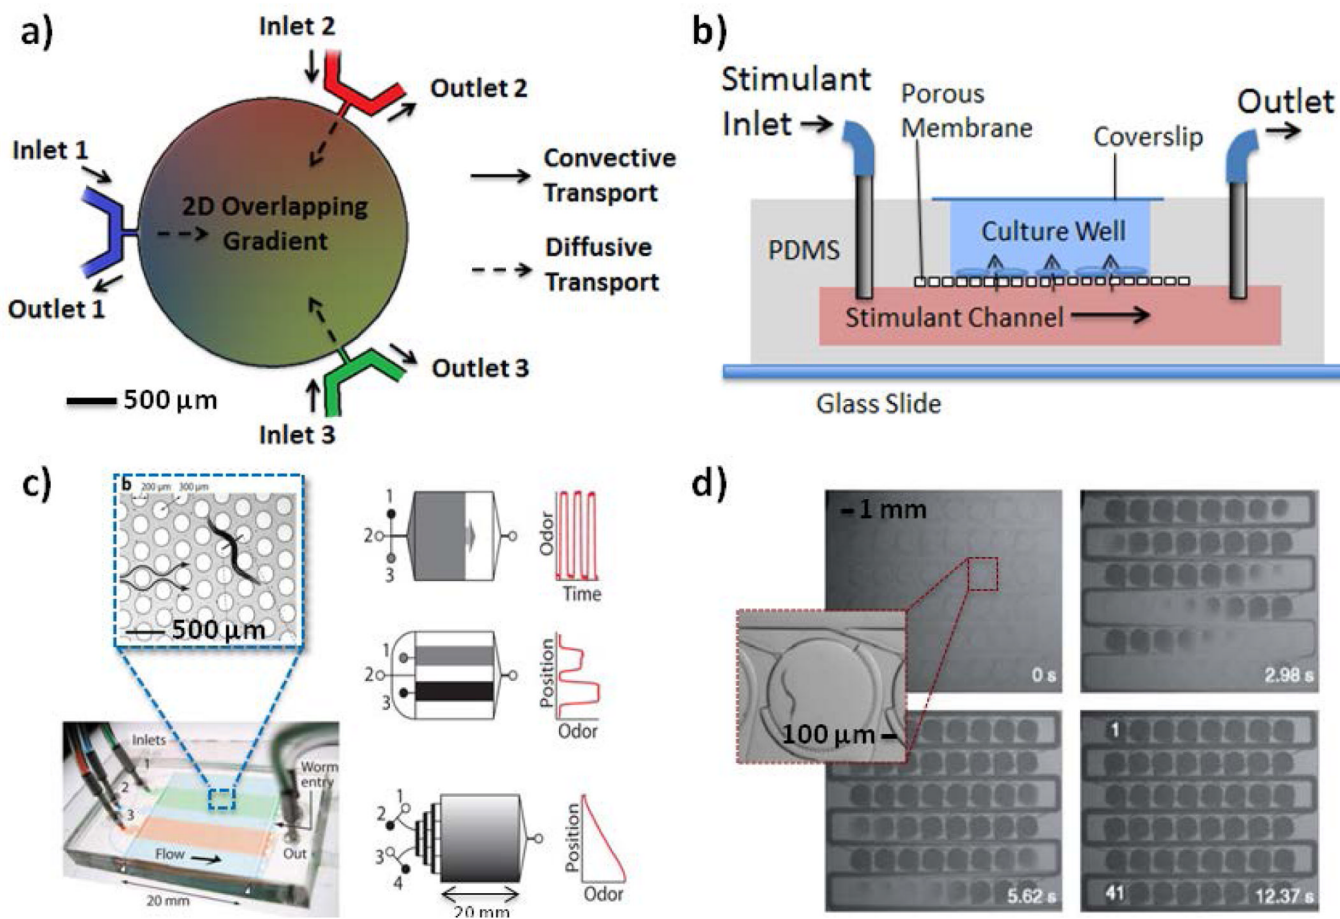 a)
Inlet 2
Outlet 2
Inlet 1
2D Overlapping
Gradient
Convective
Transport
Diffusive
Transport
Outlet 1
Outlet 3
500 μm
Inlet 3
b)
Stimulant
Inlet
Porous
Membrane
Coverslip
Outlet
PDMS
Culture Well
Stimulant Channel
Glass Slide
c)
b
200 μm 300 μm
500 μm
Inlets
1
2
3
Worm
entry
3
Flow
Out
20 mm
1
2
3
Odor
Time
1
2
3
Position
Odor
1
2
3
4
Position
20 mm
Odor
d)
1 mm
0 s
2.98 s
100 μm
5.62 s
1
41
12.37 s